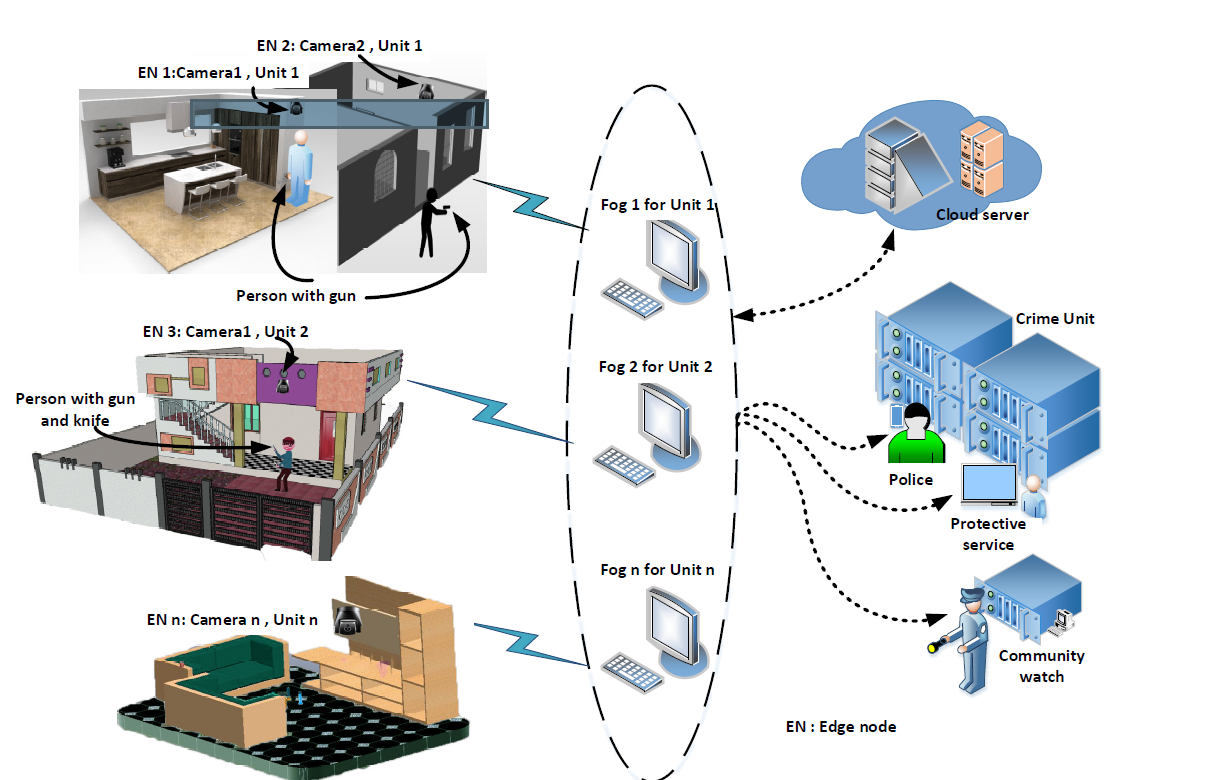 EN 2: Camera2 , Unit 1
EN 1:Camera1 , Unit 1
Fog 1 for Unit 1
Cloud server
Person with gun
EN 3: Camera1 , Unit 2
Crime Unit
Fog 2 for Unit 2
Person with gun
and knife
Police
Protective
service
Fog n for Unit n
EN n: Camera n , Unit n
Community
watch
EN : Edge node